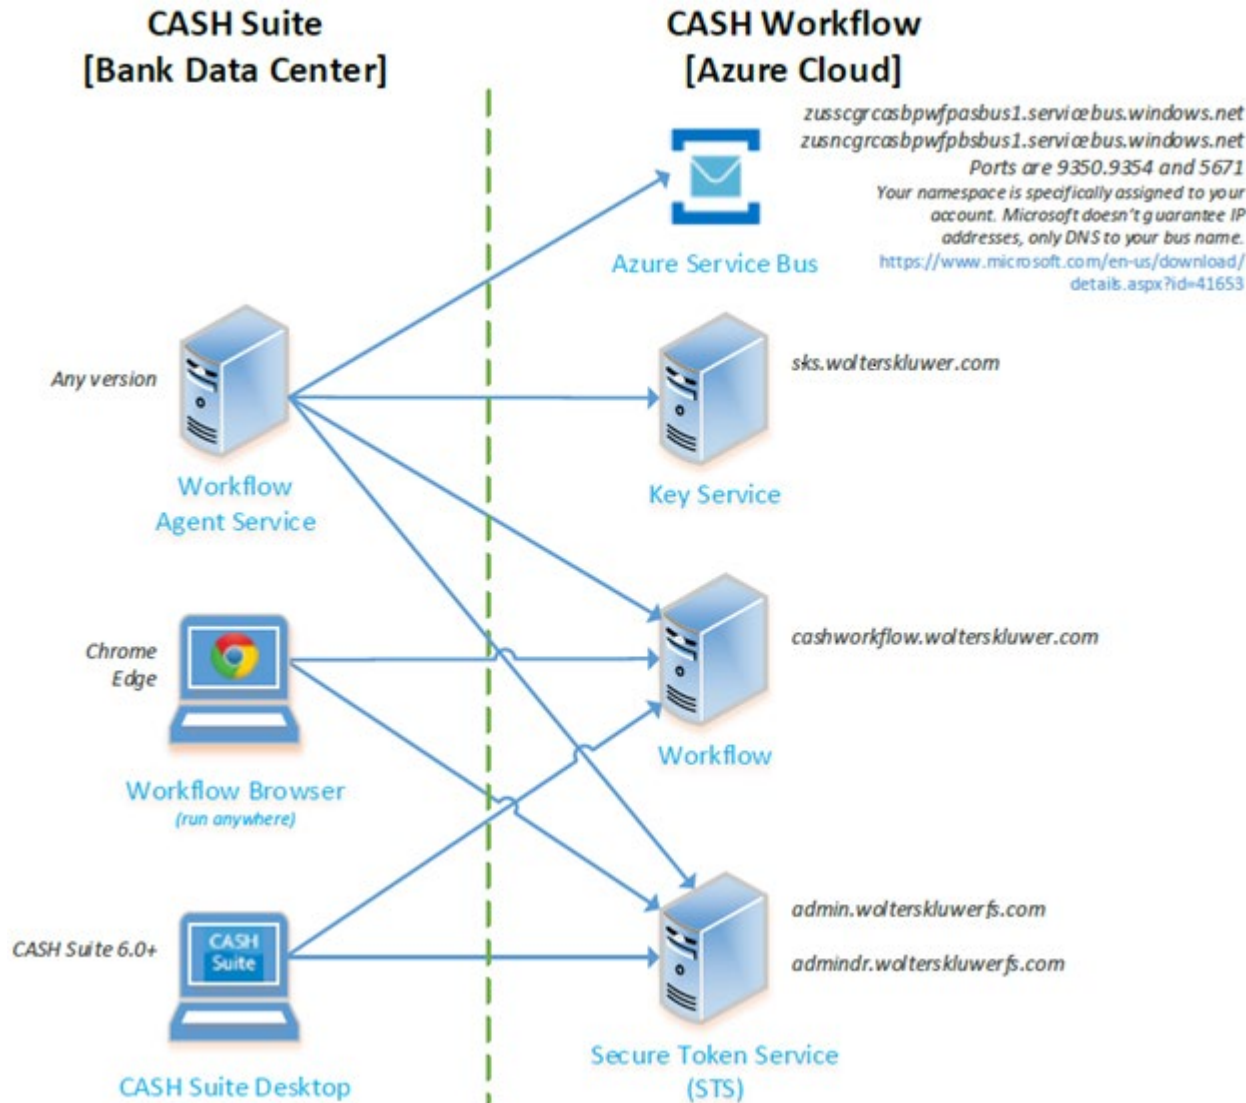 CASH Suite
[Bank Data Center]
CASH Workflow
[Azure Cloud]
zusscgrcasbpwfpasbus1.servicebus.windows.net
zusncgrcasbpwfpbsbus1.servicebus.windows.net
Ports are 9350.9354 and 5671
Your namespace is specifically assigned to your
account. Microsoft doesn't guarantee IP
addresses, only DNS to your bus name.
https://www.microsoft.com/en-us/download/
details.aspx?id=41653
Azure Service Bus
Any version
Workflow
Agent Service
sks.wolterskluwer.com
Key Service
Chrome
Edge
Workflow Browser
(run anywhere)
cashworkflow.wolterskluwer.com
Workflow
CASH Suite 6.0+
CASH
Suite
CASH Suite Desktop
admin.wolterskluwerfs.com
admindr.wolterskluwerfs.com
Secure Token Service
(STS)